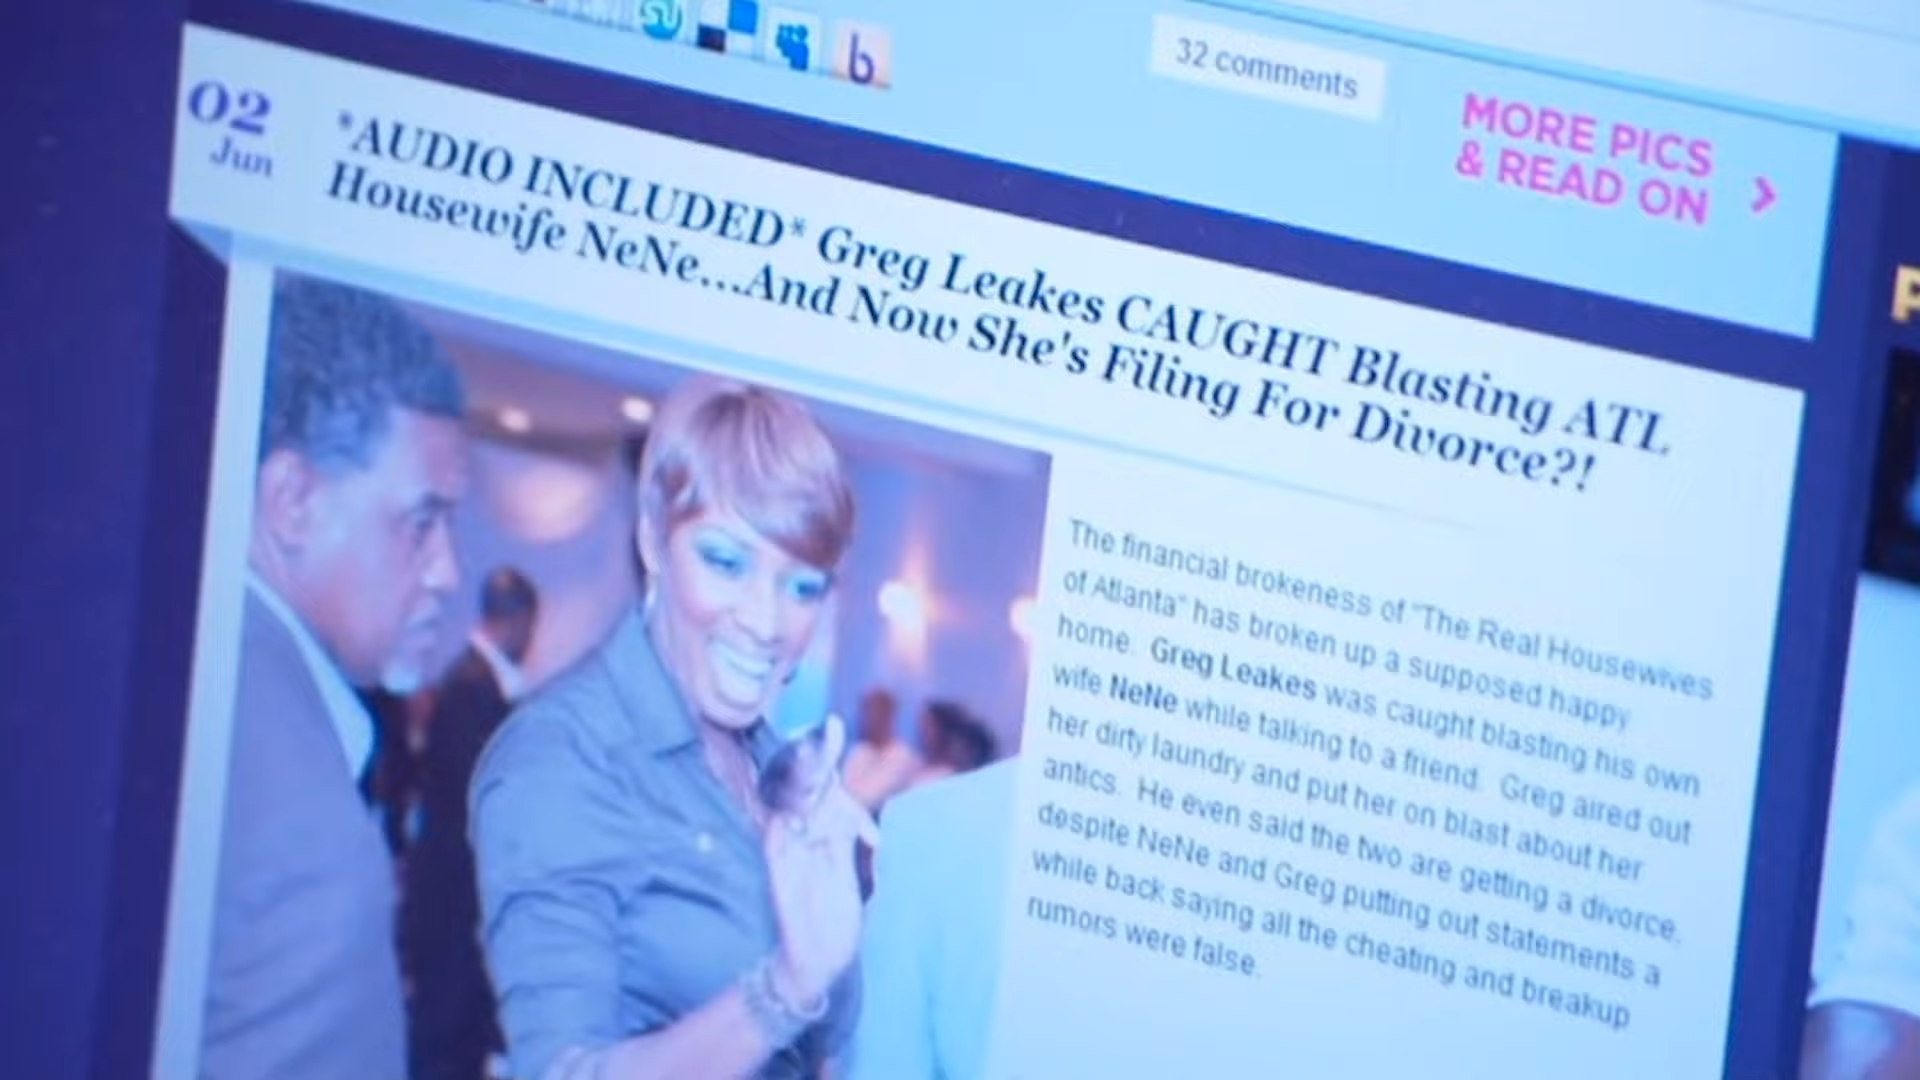 32 comments
MORE PICS
& READ ON
02
Jun
*AUDIO INCLUDED* Greg Leakes CAUGHT Blasting ATL
Housewife NeNe...And Now She's Filing For Divorce?!
The financial brokeness of "The Real Housewives
of Atlanta" has broken up a supposed happy
home. Greg Leakes was caught blasting his own
wife NeNe while talking to a friend. Greg aired out
her dirty laundry and put her on blast about her
antics. He even said the two are getting a divorce,
despite NeNe and Greg putting out statements a
while back saying all the cheating and breakup
rumors were false.